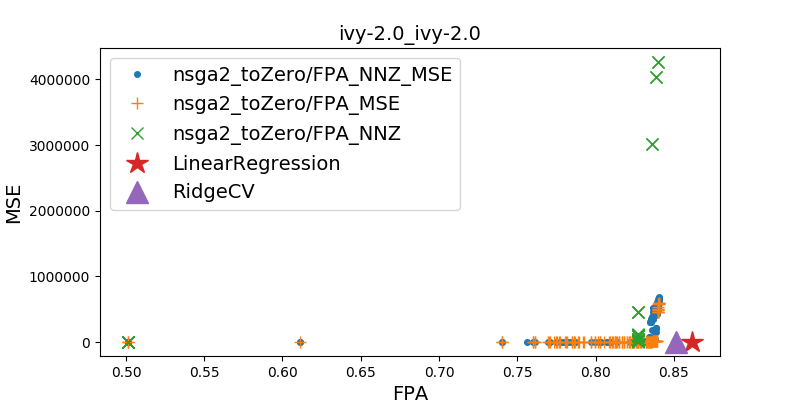 ivy-2.0_ivy-2.0
MSE
4000000
3000000
2000000
1000000
0
nsga2_toZero/FPA_NNZ_MSE
nsga2_toZero/FPA_MSE
nsga2_toZero/FPA_NNZ
LinearRegression
RidgeCV
0.50 0.55 0.60 0.65 0.70 0.75 0.80 0.85
FPA